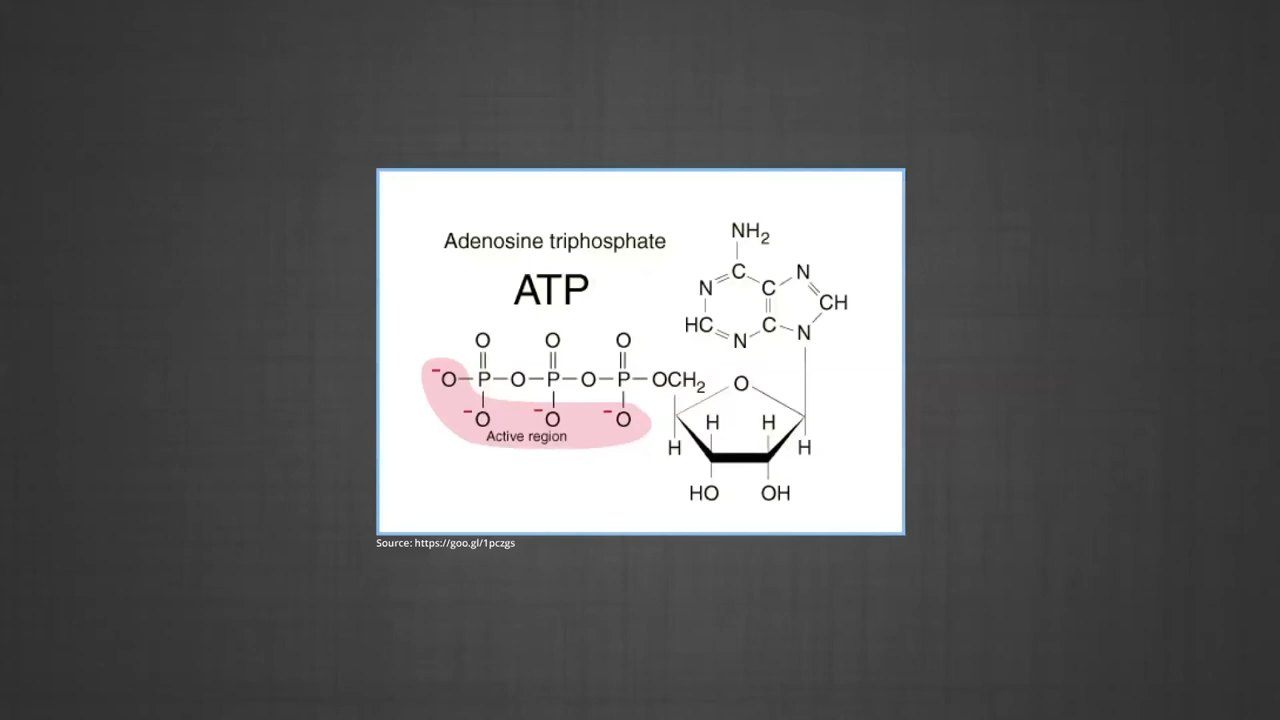 Adenosine triphosphate
ATP
NH2
N C C N CH
HC N C N
O O O
-O-P-O-P-O-P-OCH2 O
-O -O -O
Active region
H H H H
HO OH
Source: https://goo.gl/1pczgs